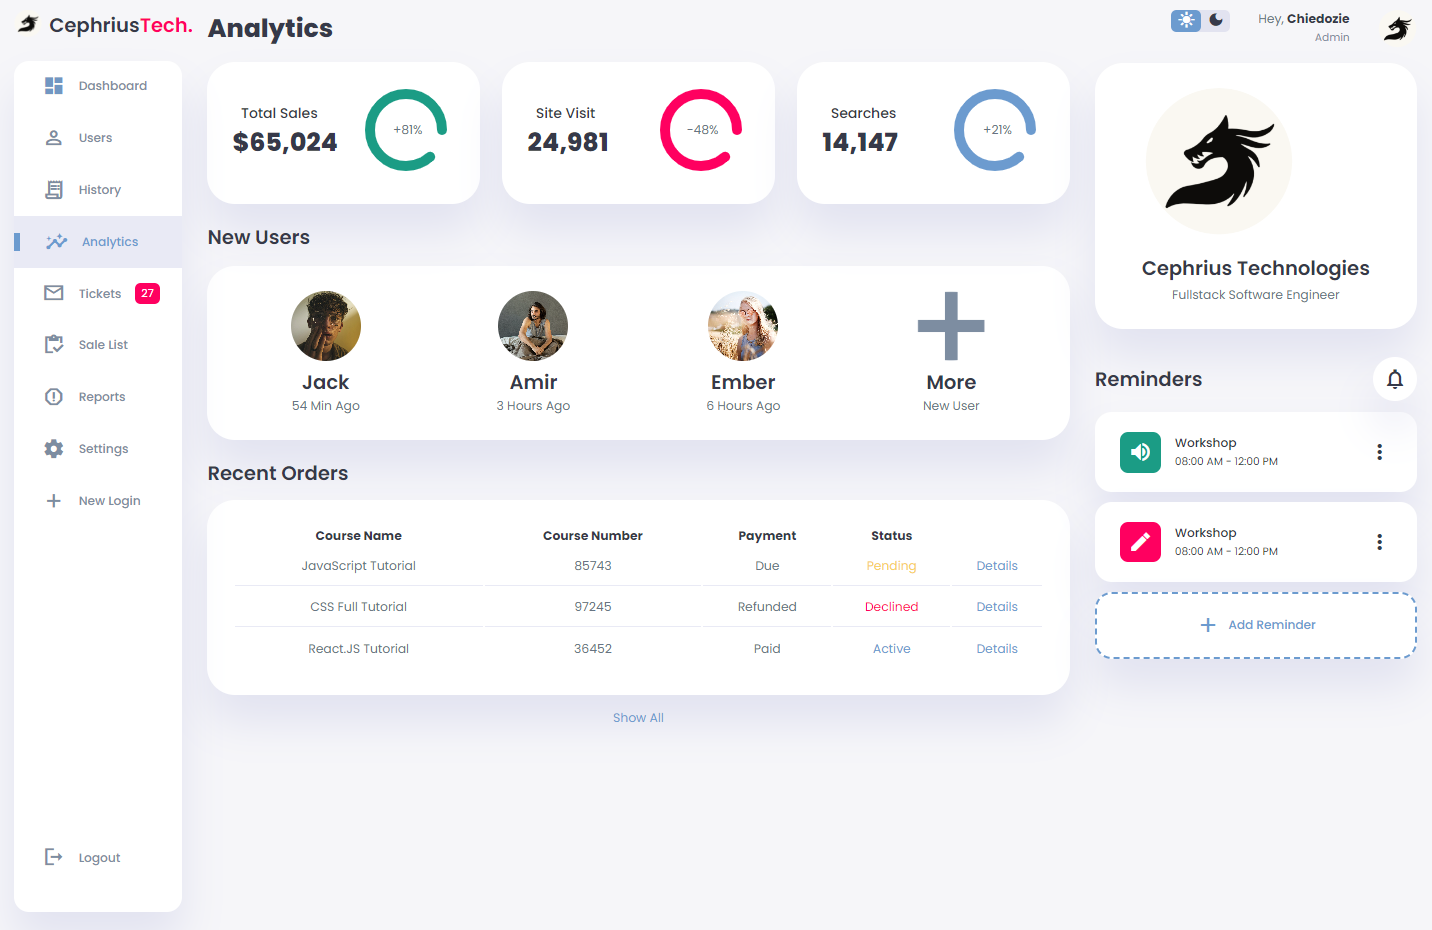 CephriusTech.
Dashboard
Users
History
Analytics
Tickets 27
Sale List
Reports
Settings
New Login
Logout
Analytics
Total Sales
$65,024
+81%
Site Visit
24,981
-48%
Searches
14,147
+21%
New Users
Jack
54 Min Ago
Amir
3 Hours Ago
Ember
6 Hours Ago
More
New User
Recent Orders
Course Name Course Number Payment Status
JavaScript Tutorial 85743 Due Pending Details
CSS Full Tutorial 97245 Refunded Declined Details
React.JS Tutorial 36452 Paid Active Details
Show All
Hey, Chiedozie
Admin
Cephrius Technologies
Fullstack Software Engineer
Reminders
Workshop
08:00 AM - 12:00 PM
Workshop
08:00 AM - 12:00 PM
Add Reminder